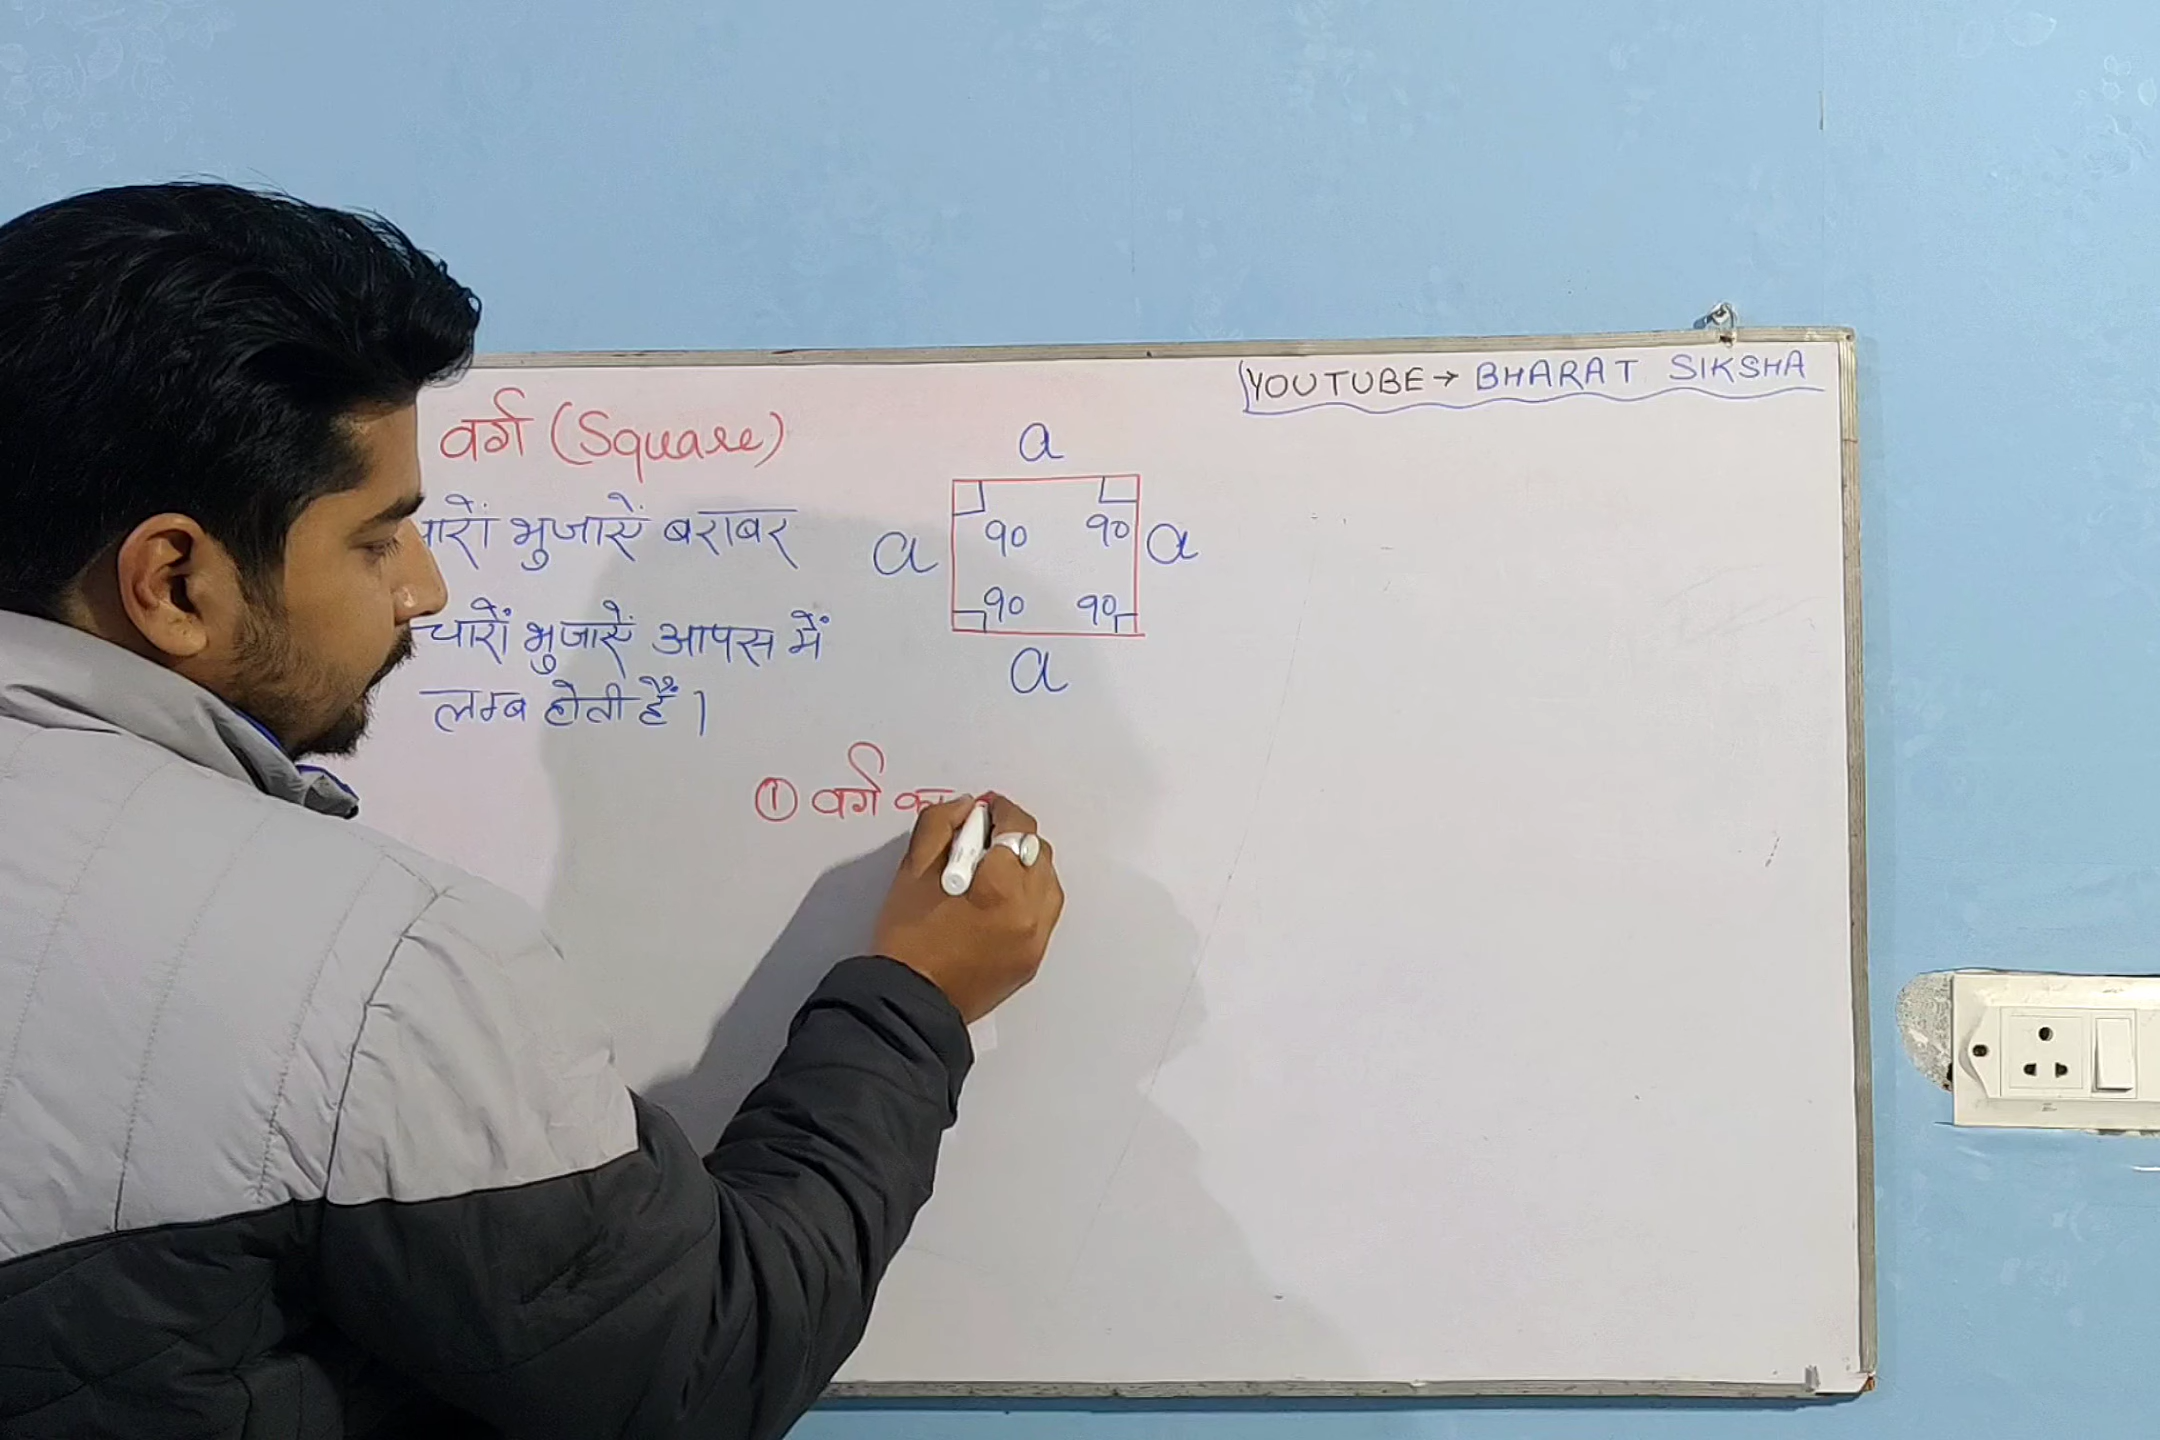 YOUTUBE → BHARAT SIKSHA
वर्ग (Square)
भुजाएँ बराबर
चारों भुजाएँ आपस में
लम्ब होती हैं।
a
a
90
90
a
90
90
a
① वर्ग का